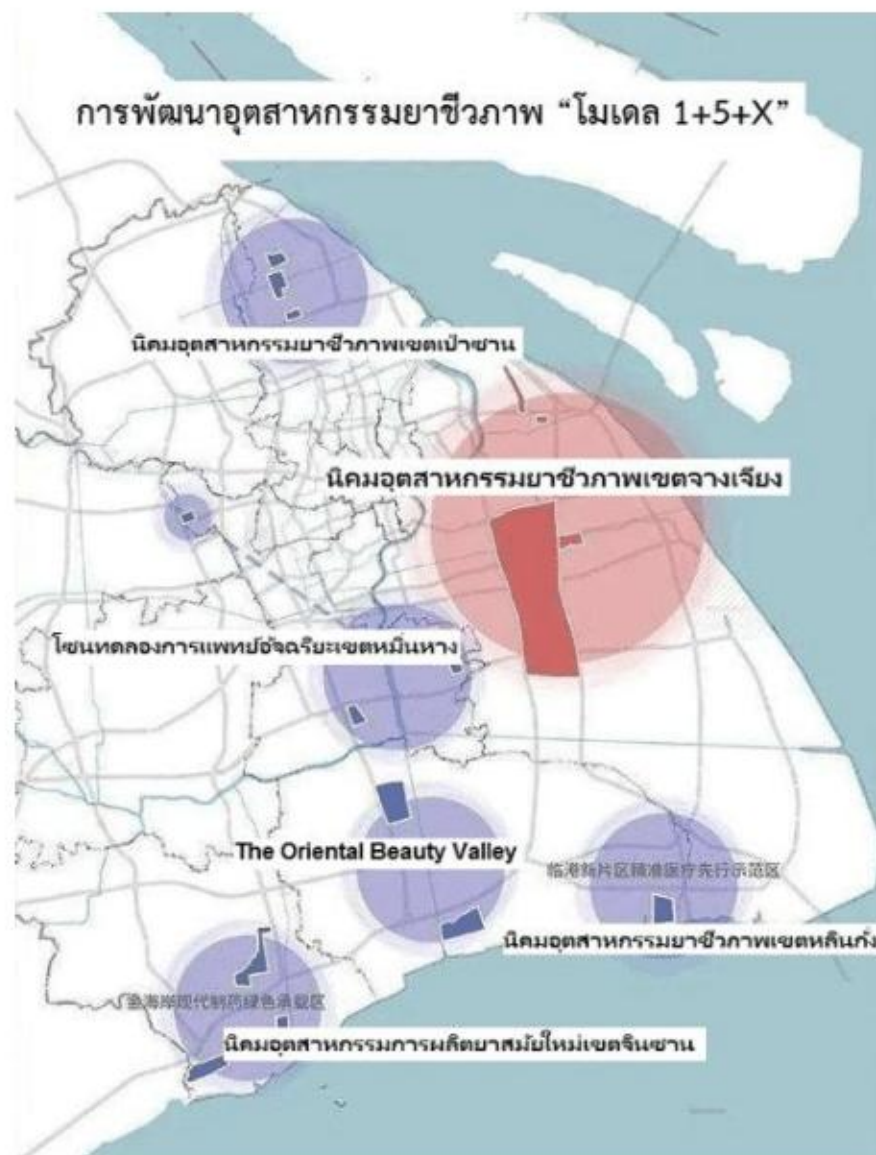 การพัฒนาอุตสาหกรรมยาชีวภาพ “โมเดล 1+5+X”
นิคมอุตสาหกรรมยาชีวภาพเขตเป่าซาน
นิคมอุตสาหกรรมยาชีวภาพเขตจางเจียง
โซนทดลองการแพทย์อัจฉริยะเขตหมิ่นหาง
The Oriental Beauty Valley
临港新片区精准医疗先行示范区
นิคมอุตสาหกรรมยาชีวภาพเขตหลินกั่ง
金海岸现代制药绿色承载区
นิคมอุตสาหกรรมการผลิตยาสมัยใหม่เขตจินซาน